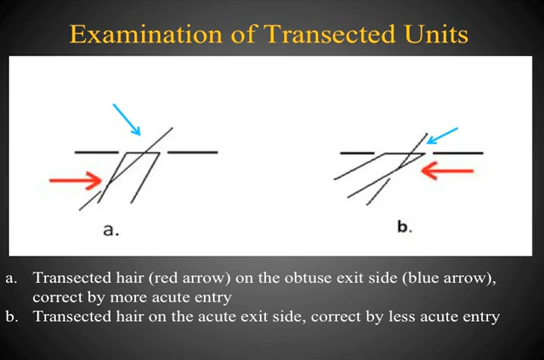 Examination of Transected Units
a.
b.
a. Transected hair (red arrow) on the obtuse exit side (blue arrow),
correct by more acute entry
b. Transected hair on the acute exit side, correct by less acute entry